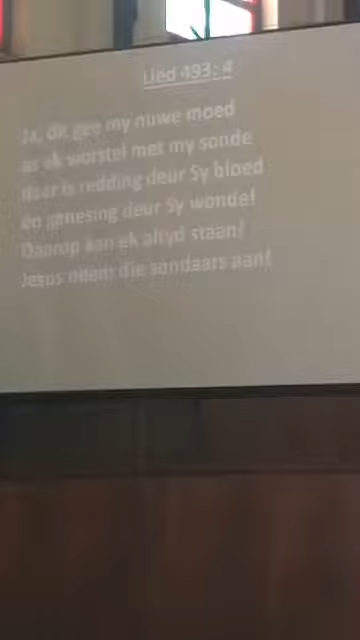 Lied 493: 4
Ja, dit gee my nuwe moed
as ek worstel met my sonde
daar is redding deur Sy bloed
en genesing deur Sy wonde!
Daarop kan ek altyd staan!
Jesus neem die sondaars aan!